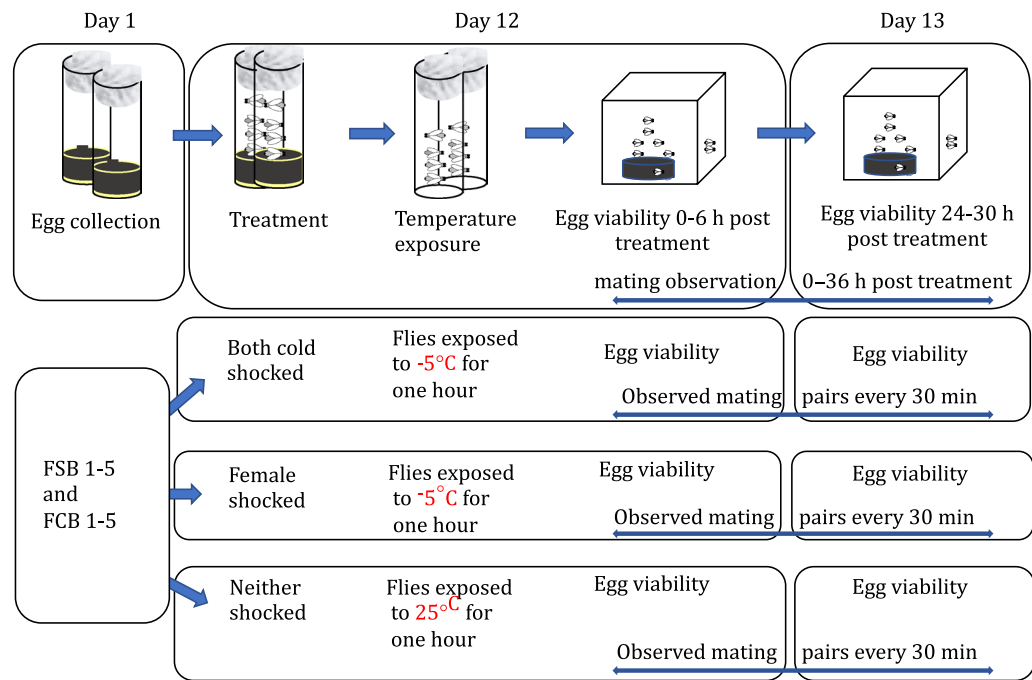 Day 1
Day 12
Day 13
Egg collection
Treatment
Temperature
exposure
Egg viability 0-6 h post
treatment
Egg viability 24-30 h
post treatment
mating observation
0–36 h post treatment
FSB 1-5
and
FCB 1-5
Both cold
shocked
Flies exposed
to -5°C for
one hour
Egg viability
Egg viability
Observed mating
pairs every 30 min
Female
shocked
Flies exposed
to -5°C for
one hour
Egg viability
Egg viability
Observed mating
pairs every 30 min
Neither
shocked
Flies exposed
to 25°C for
one hour
Egg viability
Egg viability
Observed mating
pairs every 30 min